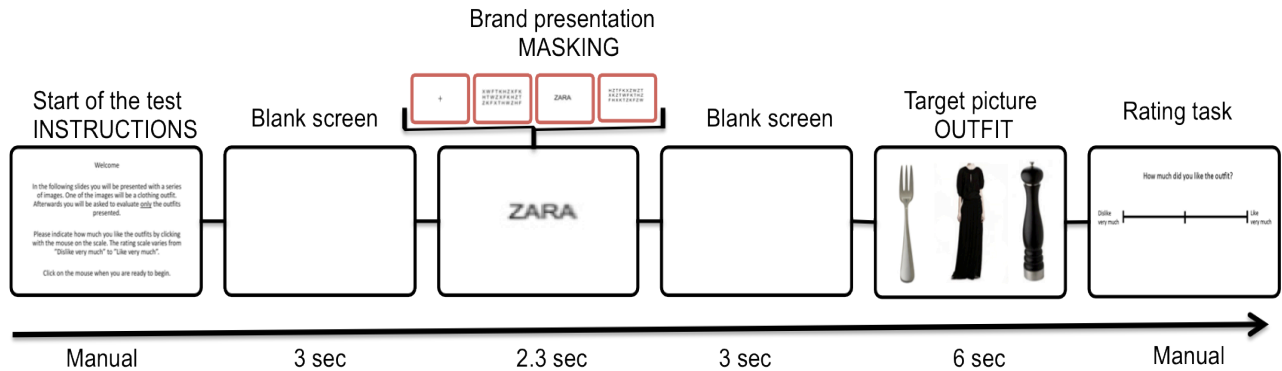 Brand presentation
MASKING
Start of the test
INSTRUCTIONS
Blank screen
+
ZARA
Blank screen
Target picture
OUTFIT
Rating task
Welcome
In the following slides you will be presented with a series
of images. One of the images will be a clothing outfit.
Afterwards you will be asked to evaluate only the outfits
presented.
Please indicate how much you like the outfits by clicking
with the mouse on the scale. The rating scale varies from
"Dislike very much" to "Like very much".
Click on the mouse when you are ready to begin.
ZARA
How much did you like the outfit?
Dislike
very much
Like
very much
Manual
3 sec
2.3 sec
3 sec
6 sec
Manual